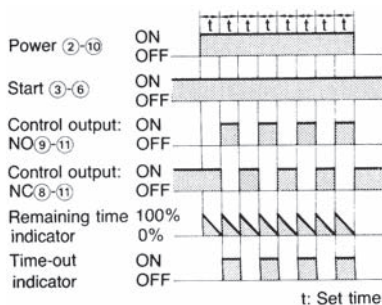 t t t t t t t t
Power ②-⑩ ON
OFF
Start ③-⑥ ON
OFF
Control output: ON
NO⑨-⑪ OFF
Control output: ON
NC⑧-⑪ OFF
Remaining time 100%
indicator 0%
Time-out ON
indicator OFF
t: Set time